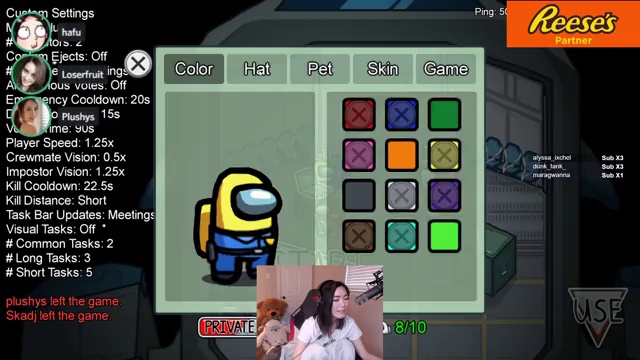 Custom Settings
hafu
# Impostors: 2
Confirm Ejects: Off
Loserfruit
Anonymous Votes: Off
Emergency Cooldown: 20s
Plushys
15s
Time: 90s
Player Speed: 1.25x
Crewmate Vision: 0.5x
Impostor Vision: 1.25x
Kill Cooldown: 22.5s
Kill Distance: Short
Task Bar Updates: Meetings
Visual Tasks: Off
# Common Tasks: 2
# Long Tasks: 3
# Short Tasks: 5
plushys left the game.
Skadj left the game.
Color Hat Pet Skin Game
PRIVATE
8/10
Ping: 50
Reese's
Partner
alyssa_ixchel Sub X3
dunk_tank_ Sub X3
maragwanna Sub X1
USE